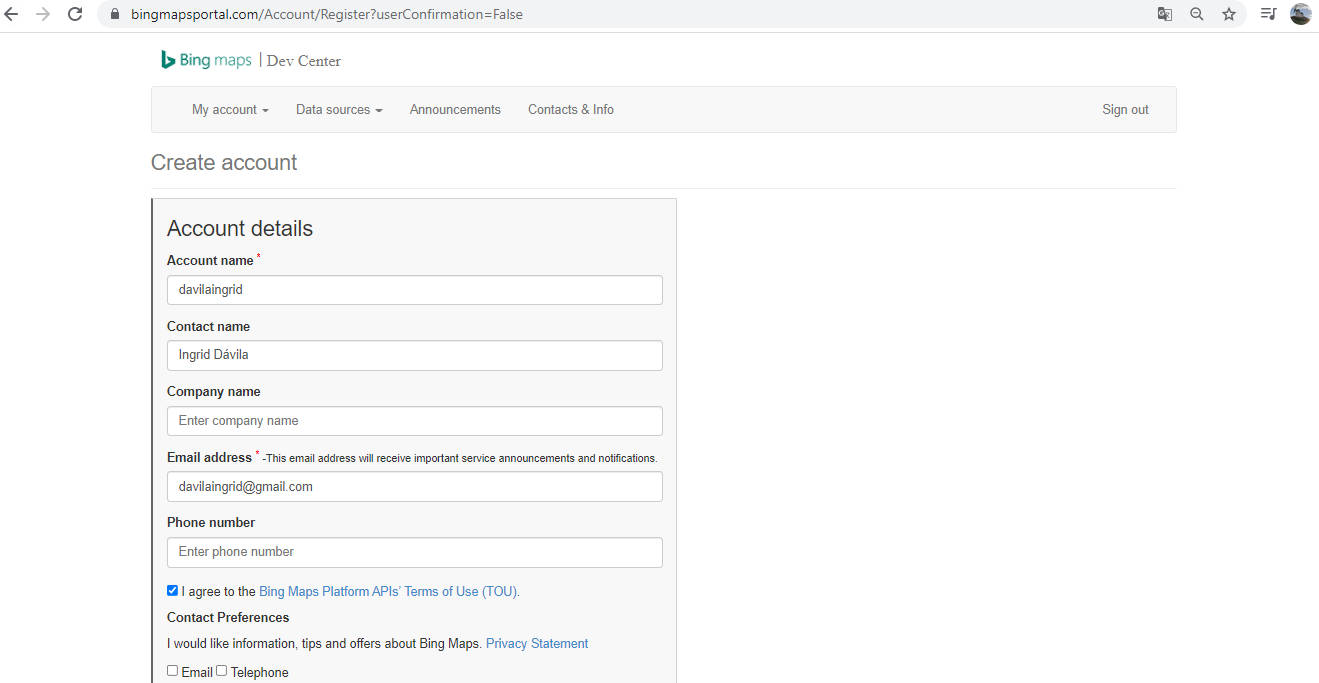 bingmapsportal.com/Account/Register?userConfirmation=False
Bing maps | Dev Center
My account Data sources Announcements Contacts & Info Sign out
Create account
Account details
Account name *
davilaingrid
Contact name
Ingrid Dávila
Company name
Enter company name
Email address * -This email address will receive important service announcements and notifications.
davilaingrid@gmail.com
Phone number
Enter phone number
I agree to the Bing Maps Platform APIs' Terms of Use (TOU).
Contact Preferences
I would like information, tips and offers about Bing Maps. Privacy Statement
Email Telephone